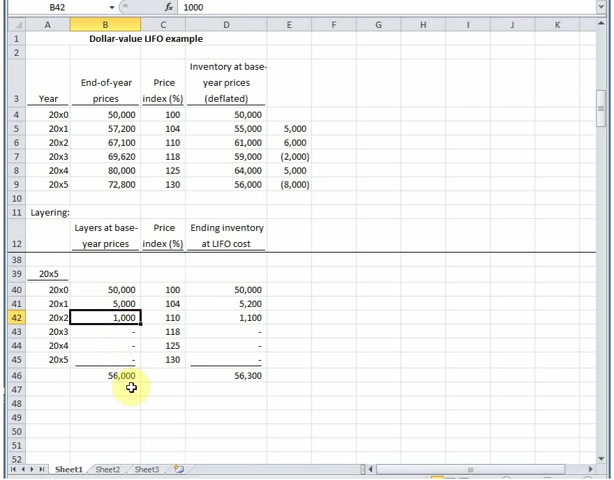 B42 fx 1000
A B C D E F G H I J K
1 Dollar-value LIFO example
2
Inventory at base-
End-of-year Price year prices
3 Year prices index (%) (deflated)
4 20x0 50,000 100 50,000
5 20x1 57,200 104 55,000 5,000
6 20x2 67,100 110 61,000 6,000
7 20x3 69,620 118 59,000 (2,000)
8 20x4 80,000 125 64,000 5,000
9 20x5 72,800 130 56,000 (8,000)
10
11 Layering:
Layers at base- Price Ending inventory
12 year prices index (%) at LIFO cost
38
39 20x5
40 20x0 50,000 100 50,000
41 20x1 5,000 104 5,200
42 20x2 1,000 110 1,100
43 20x3 - 118 -
44 20x4 - 125 -
45 20x5 - 130 -
46 56,000 56,300
47
48
49
50
51
52
Sheet1 Sheet2 Sheet3